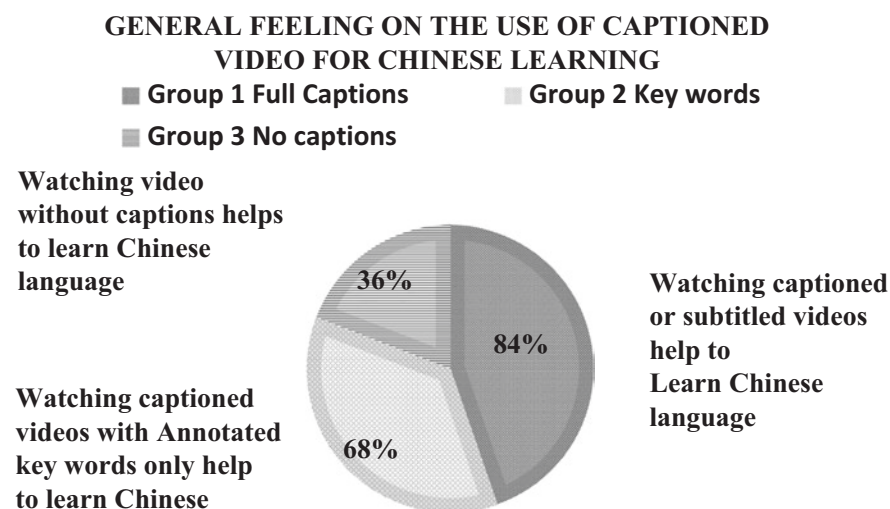 GENERAL FEELING ON THE USE OF CAPTIONED
VIDEO FOR CHINESE LEARNING
Group 1 Full Captions
Group 2 Key words
Group 3 No captions
Watching video
without captions helps
to learn Chinese
language
36%
84%
Watching captioned
or subtitled videos
help to
Learn Chinese
language
Watching captioned
videos with Annotated
key words only help
to learn Chinese
68%